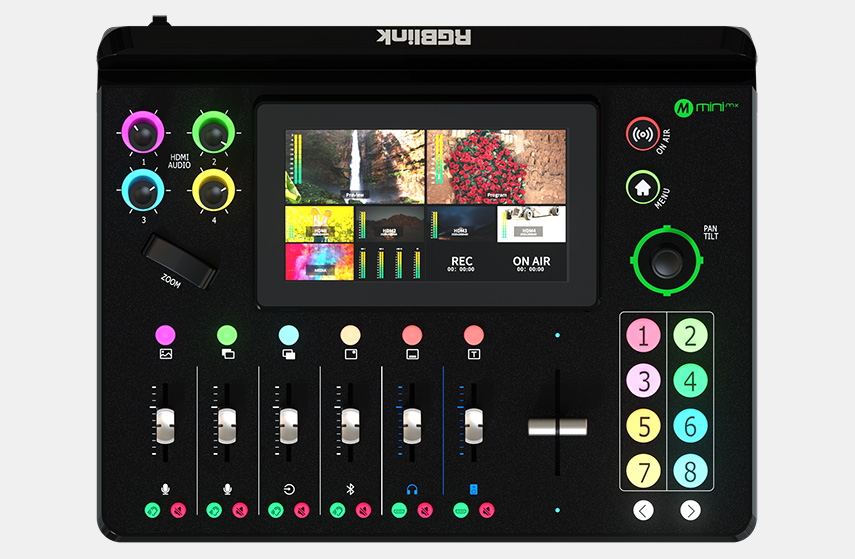 RGBlink
mini mx
1
2
HDMI
AUDIO
3
4
ZOOM
Preview
Program
HDMI1
HDMI2
HDMI3
HDMI4
MEDIA
REC
00: 00:00
ON AIR
00: 00:00
ON AIR
MENU
PAN
TILT
T
1
2
3
4
5
6
7
8